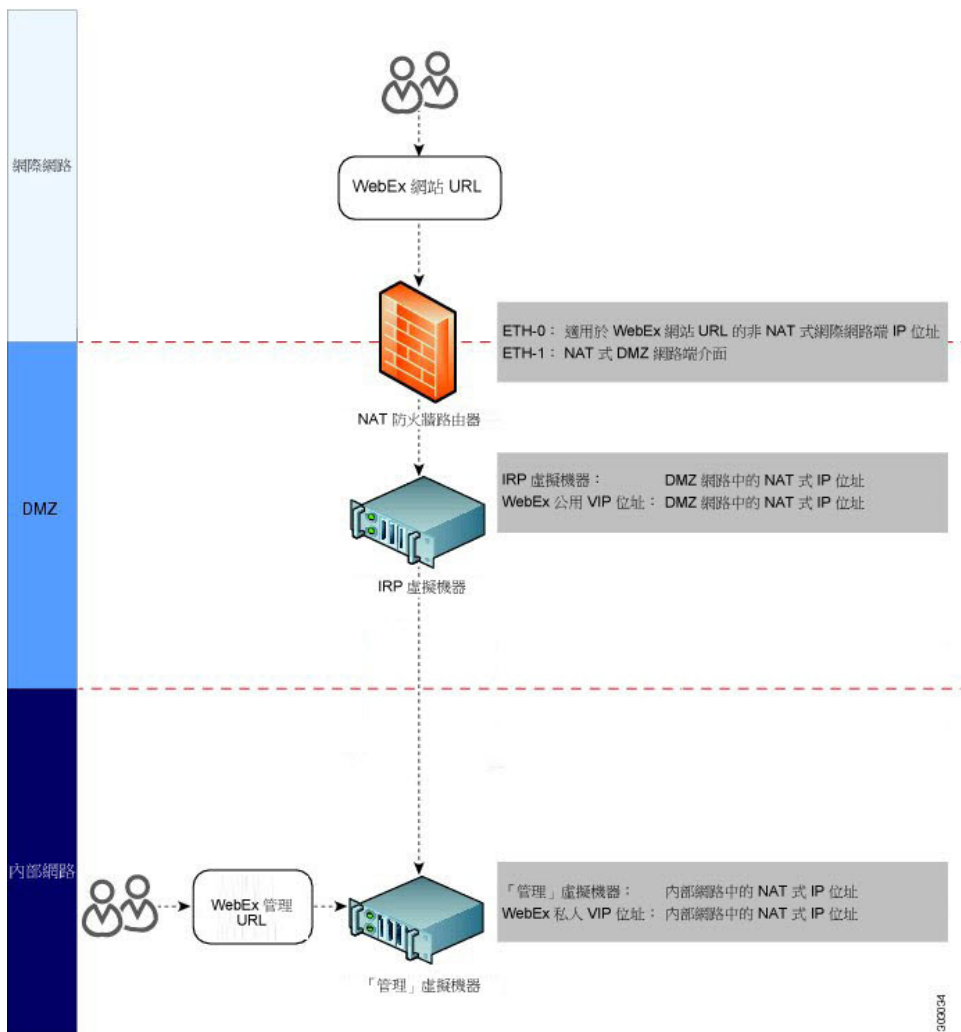 網際網路
WebEx 網站 URL
ETH-0： 適用於 WebEx 網站 URL 的非 NAT 式網際網路端 IP 位址
ETH-1： NAT 式 DMZ 網路端介面
NAT 防火牆路由器
DMZ
IRP 虛擬機器： DMZ 網路中的 NAT 式 IP 位址
WebEx 公用 VIP 位址： DMZ 網路中的 NAT 式 IP 位址
IRP 虛擬機器
內部網路
WebEx 管理
URL
「管理」虛擬機器： 內部網路中的 NAT 式 IP 位址
WebEx 私人 VIP 位址： 內部網路中的 NAT 式 IP 位址
「管理」虛擬機器
303034